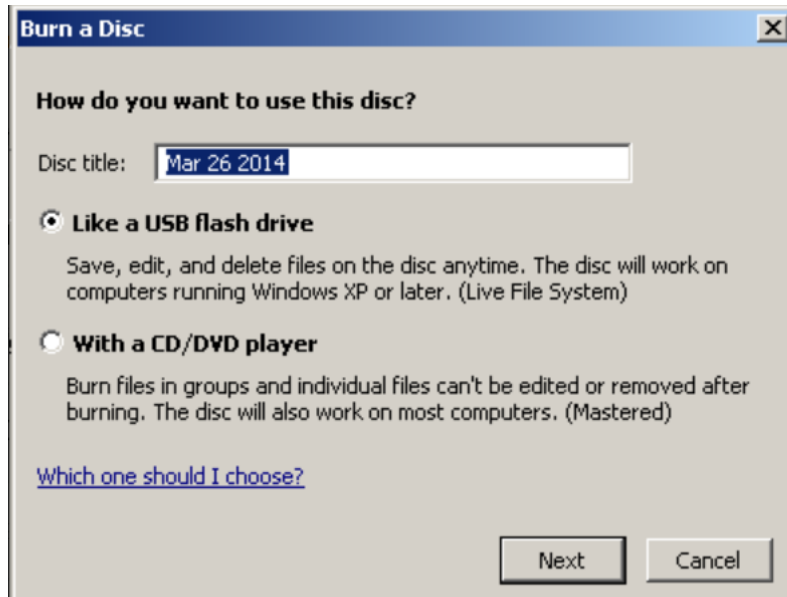 Burn a Disc
How do you want to use this disc?
Disc title: Mar 26 2014
Like a USB flash drive
Save, edit, and delete files on the disc anytime. The disc will work on
computers running Windows XP or later. (Live File System)
With a CD/DVD player
Burn files in groups and individual files can't be edited or removed after
burning. The disc will also work on most computers. (Mastered)
Which one should I choose?
Next Cancel